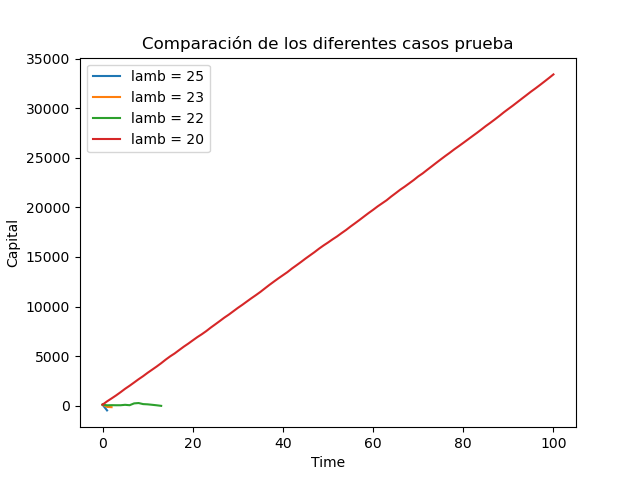 Comparación de los diferentes casos prueba
lamb = 25
lamb = 23
lamb = 22
lamb = 20
35000
30000
25000
20000
15000
10000
5000
0
Capital
0 20 40 60 80 100
Time